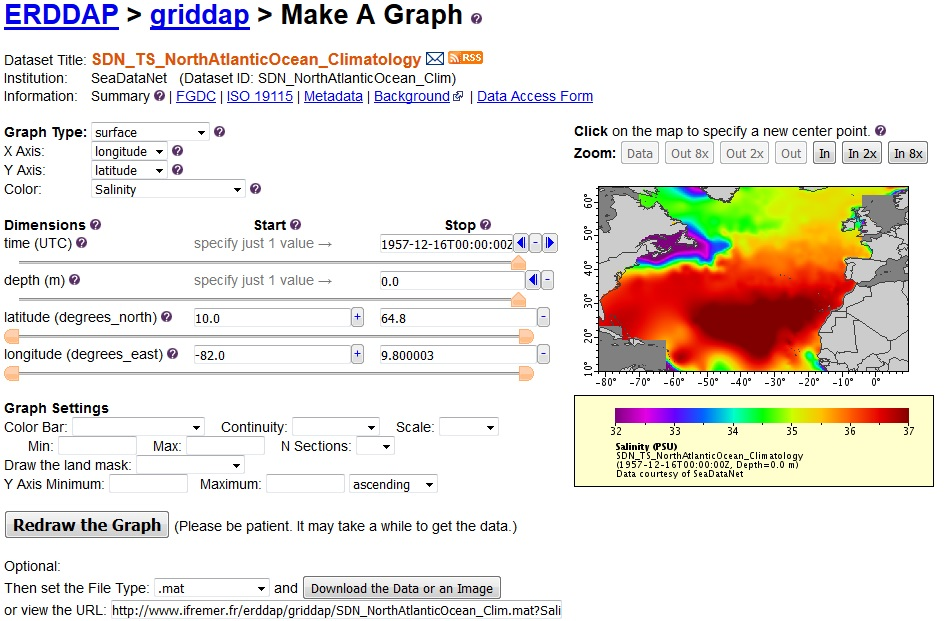 ERDDAP > griddap > Make A Graph ?
Dataset Title: SDN_TS_NorthAtlanticOcean_Climatology RSS
Institution: SeaDataNet (Dataset ID: SDN_NorthAtlanticOcean_Clim)
Information: Summary ? | FGDC | ISO 19115 | Metadata | Background | Data Access Form
Graph Type: surface ?
X Axis: longitude ?
Y Axis: latitude ?
Color: Salinity ?
Dimensions ? Start ? Stop ?
time (UTC) ? specify just 1 value → 1957-12-16T00:00:00Z -
depth (m) ? specify just 1 value → 0.0 -
latitude (degrees_north) ? 10.0 + 64.8 -
longitude (degrees_east) ? -82.0 + 9.800003 -
Graph Settings
Color Bar: Continuity: Scale:
Min: Max: N Sections:
Draw the land mask:
Y Axis Minimum: Maximum: ascending
Redraw the Graph (Please be patient. It may take a while to get the data.)
Optional:
Then set the File Type: .mat and Download the Data or an Image
or view the URL: http://www.ifremer.fr/erddap/griddap/SDN_NorthAtlanticOcean_Clim.mat?Sali
Click on the map to specify a new center point. ?
Zoom: Data Out 8x Out 2x Out In In 2x In 8x
60°
50°
40°
30°
20°
10°
-80° -70° -60° -50° -40° -30° -20° -10° 0°
32 33 34 35 36 37
Salinity (PSU)
SDN_TS_NorthAtlanticOcean_Climatology
(1957-12-16T00:00:00Z, Depth=0.0 m)
Data courtesy of SeaDataNet